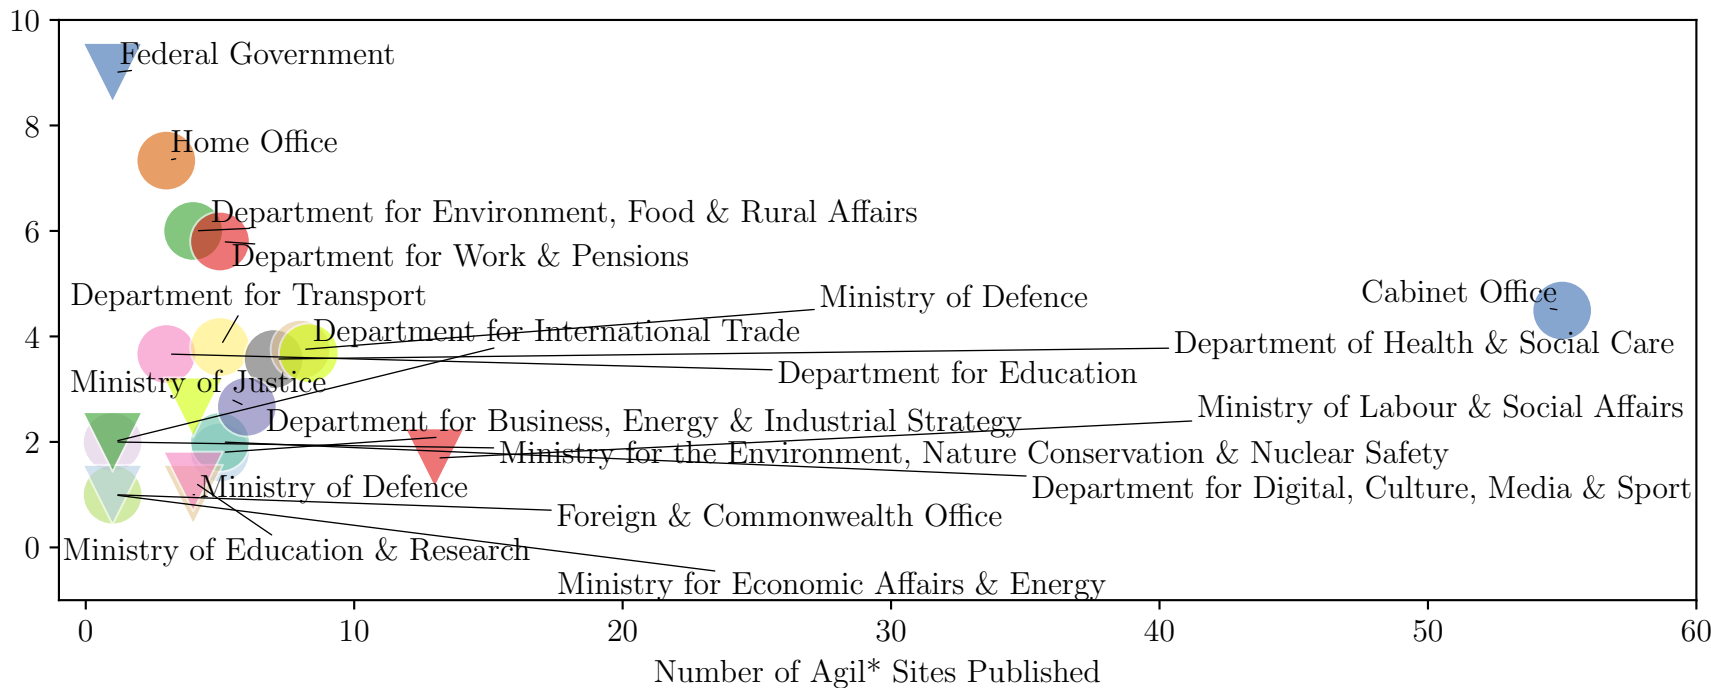 10
Federal Government
8
Home Office
Department for Environment, Food & Rural Affairs
6
Department for Work & Pensions
Department for Transport
Ministry of Defence
Cabinet Office
4
Department for International Trade
Department of Health & Social Care
Department for Education
Ministry of Justice
Ministry of Labour & Social Affairs
Department for Business, Energy & Industrial Strategy
2
Ministry for the Environment, Nature Conservation & Nuclear Safety
Ministry of Defence
Department for Digital, Culture, Media & Sport
Foreign & Commonwealth Office
0
Ministry of Education & Research
Ministry for Economic Affairs & Energy
0 10 20 30 40 50 60
Number of Agil* Sites Published